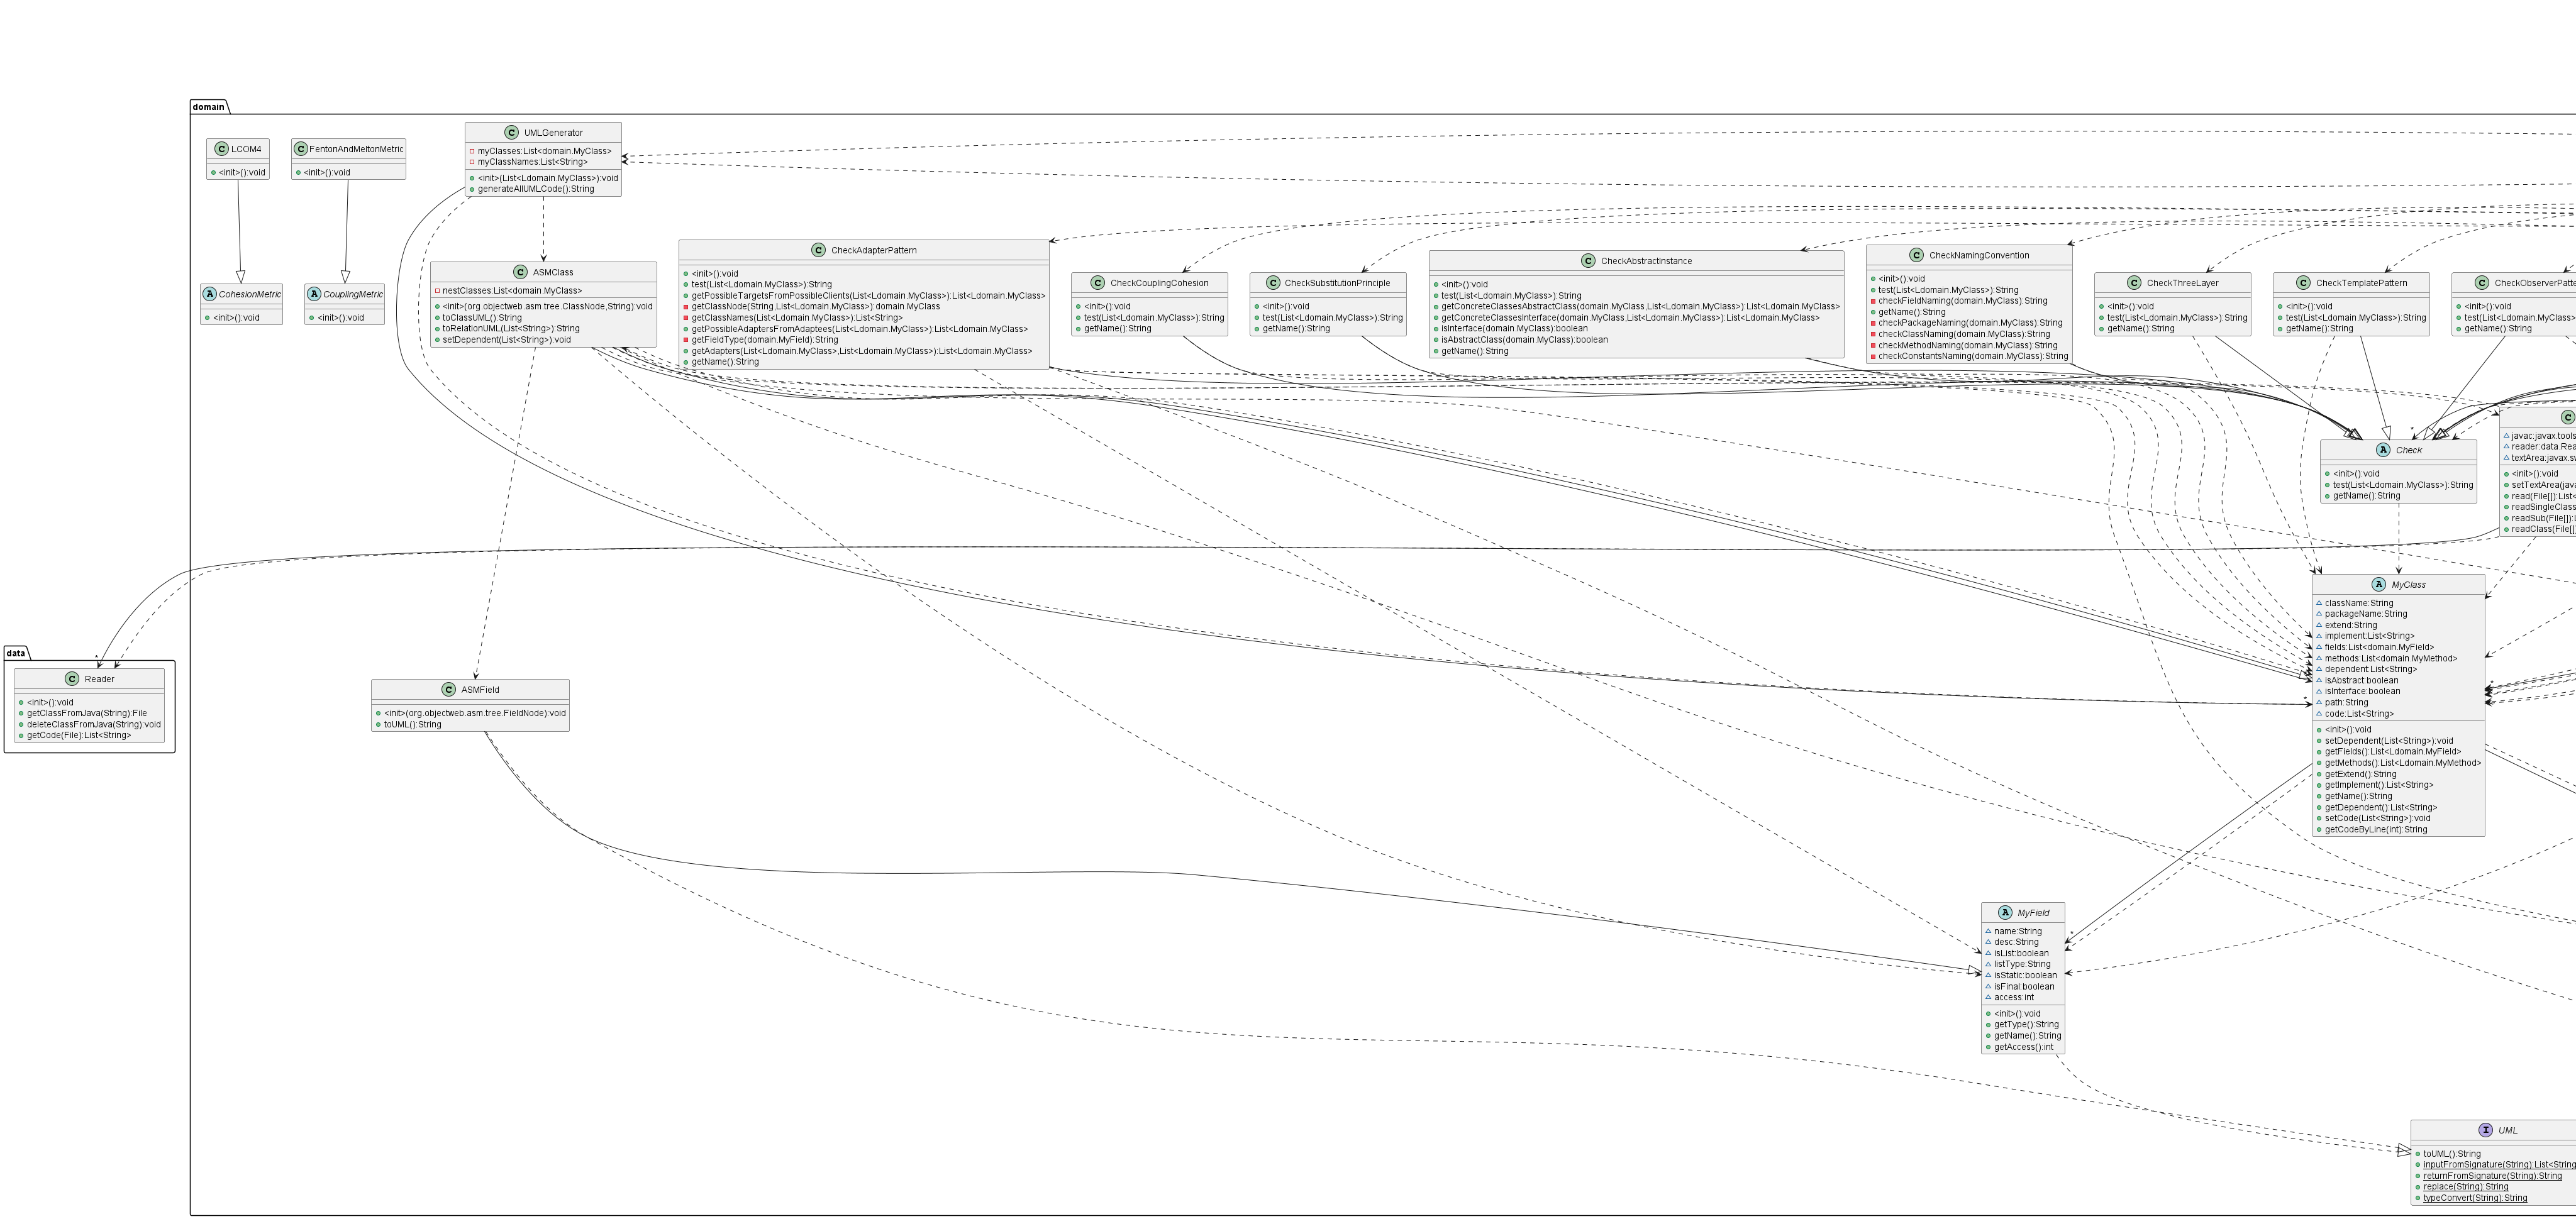 domain
LCOM4
<init>():void
FentonAndMeltonMetric
<init>():void
UMLGenerator
myClasses:List<domain.MyClass>
myClassNames:List<String>
<init>(List<Ldomain.MyClass>):void
generateAllUMLCode():String
CohesionMetric
<init>():void
CouplingMetric
<init>():void
ASMClass
nestClasses:List<domain.MyClass>
<init>(org.objectweb.asm.tree.ClassNode,String):void
toClassUML():String
toRelationUML(List<String>):String
setDependent(List<String>):void
CheckAdapterPattern
<init>():void
test(List<Ldomain.MyClass>):String
getPossibleTargetsFromPossibleClients(List<Ldomain.MyClass>):List<Ldomain.MyClass>
getClassNode(String,List<Ldomain.MyClass>):domain.MyClass
getClassNames(List<Ldomain.MyClass>):List<String>
getPossibleAdaptersFromAdaptees(List<Ldomain.MyClass>):List<Ldomain.MyClass>
getFieldType(domain.MyField):String
getAdapters(List<Ldomain.MyClass>,List<Ldomain.MyClass>):List<Ldomain.MyClass>
getName():String
CheckCouplingCohesion
<init>():void
test(List<Ldomain.MyClass>):String
getName():String
CheckSubstitutionPrinciple
<init>():void
test(List<Ldomain.MyClass>):String
getName():String
CheckAbstractInstance
<init>():void
test(List<Ldomain.MyClass>):String
getConcreteClassesAbstractClass(domain.MyClass,List<Ldomain.MyClass>):List<Ldomain.MyClass>
getConcreteClassesInterface(domain.MyClass,List<Ldomain.MyClass>):List<Ldomain.MyClass>
isInterface(domain.MyClass):boolean
isAbstractClass(domain.MyClass):boolean
getName():String
CheckNamingConvention
<init>():void
test(List<Ldomain.MyClass>):String
checkFieldNaming(domain.MyClass):String
getName():String
checkPackageNaming(domain.MyClass):String
checkClassNaming(domain.MyClass):String
checkMethodNaming(domain.MyClass):String
checkConstantsNaming(domain.MyClass):String
CheckThreeLayer
<init>():void
test(List<Ldomain.MyClass>):String
getName():String
CheckTemplatePattern
<init>():void
test(List<Ldomain.MyClass>):String
getName():String
CheckObserverPatte
<init>():void
test(List<Ldomain.MyClass>
getName():String
Check
<init>():void
test(List<Ldomain.MyClass>):String
getName():String
javac:javax.tools
reader:data.Rea
textArea:javax.sw
<init>():void
setTextArea(java
read(File[]):List<
readSingleClass
readSub(File[]):L
readClass(File[]
data
Reader
<init>():void
getClassFromJava(String):File
deleteClassFromJava(String):void
getCode(File):List<String>
ASMField
<init>(org.objectweb.asm.tree.FieldNode):void
toUML():String
MyClass
className:String
packageName:String
extend:String
implement:List<String>
fields:List<domain.MyField>
methods:List<domain.MyMethod>
dependent:List<String>
isAbstract:boolean
isInterface:boolean
path:String
code:List<String>
<init>():void
setDependent(List<String>):void
getFields():List<Ldomain.MyField>
getMethods():List<Ldomain.MyMethod>
getExtend():String
getImplement():List<String>
getName():String
getDependent():List<String>
setCode(List<String>):void
getCodeByLine(int):String
MyField
name:String
desc:String
isList:boolean
listType:String
isStatic:boolean
isFinal:boolean
access:int
<init>():void
getType():String
getName():String
getAccess():int
UML
toUML():String
inputFromSignature(String):List<String
returnFromSignature(String):String
replace(String):String
typeConvert(String):String